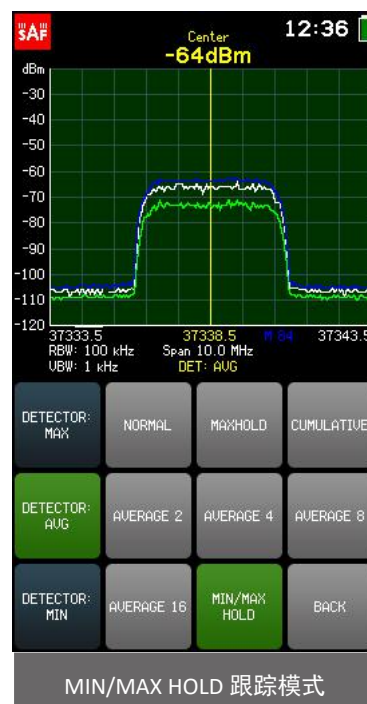 SAF
Center
12:36
-64dBm
dBm
-30
-40
-50
-60
-70
-80
-90
-100
-110
-120
37333.5 37338.5 M 84 37343.5
RBW: 100 kHz Span 10.0 MHz
VBW: 1 kHz DET: AVG
DETECTOR:
MAX
NORMAL
MAXHOLD
CUMULATIVE
DETECTOR:
AVG
AVERAGE 2
AVERAGE 4
AVERAGE 8
DETECTOR:
MIN
AVERAGE 16
MIN/MAX
HOLD
BACK
MIN/MAX HOLD 跟踪模式